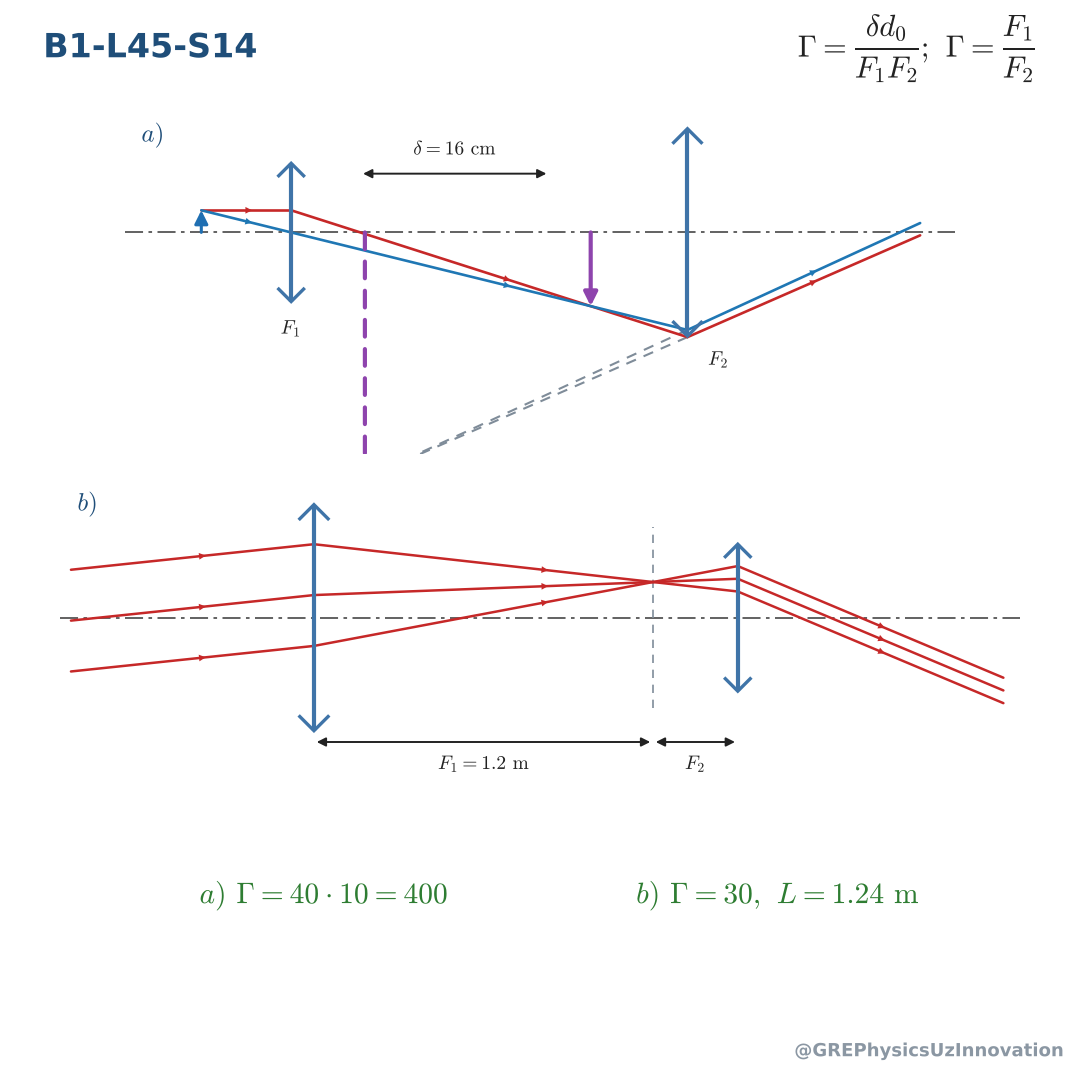 B1-L45-S14
Γ = δd₀/F₁F₂; Γ = F₁/F₂
a)
δ = 16 cm
F₁
F₂
b)
F₁ = 1.2 m
F₂
a) Γ = 40 · 10 = 400
b) Γ = 30, L = 1.24 m
@GREPhysicsUzInnovation